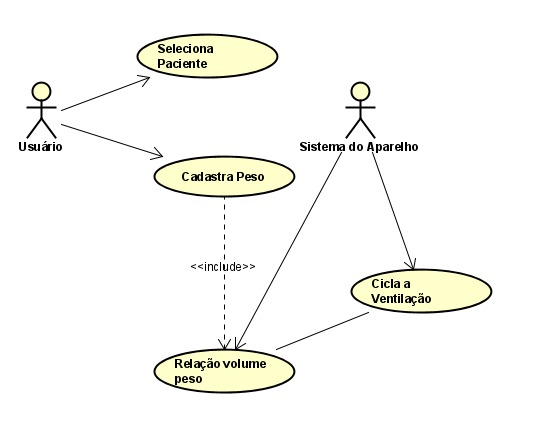 Seleciona
Paciente
Usuário
Sistema do Aparelho
Cadastra Peso
<<include>>
Cicla a
Ventilação
Relação volume
peso